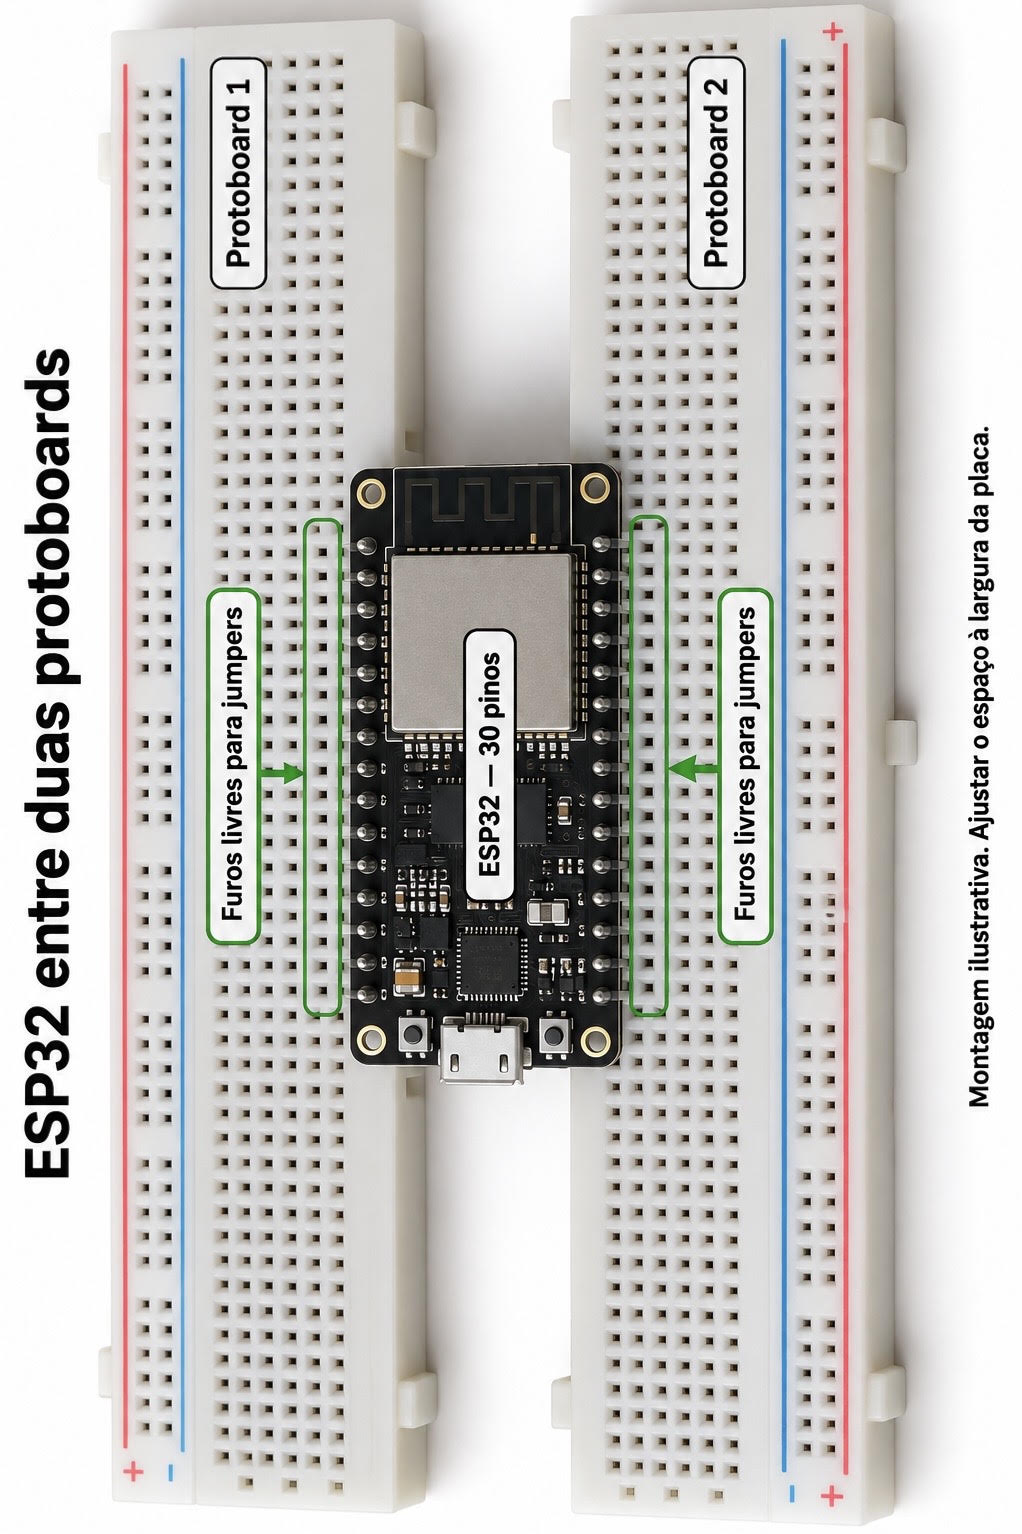 ESP32 entre duas protoboards
Protoboard 1
Furos livres para jumpers
ESP32 — 30 pinos
Protoboard 2
Furos livres para jumpers
Montagem ilustrativa. Ajustar o espaço à largura da placa.
+
−
+
−
+